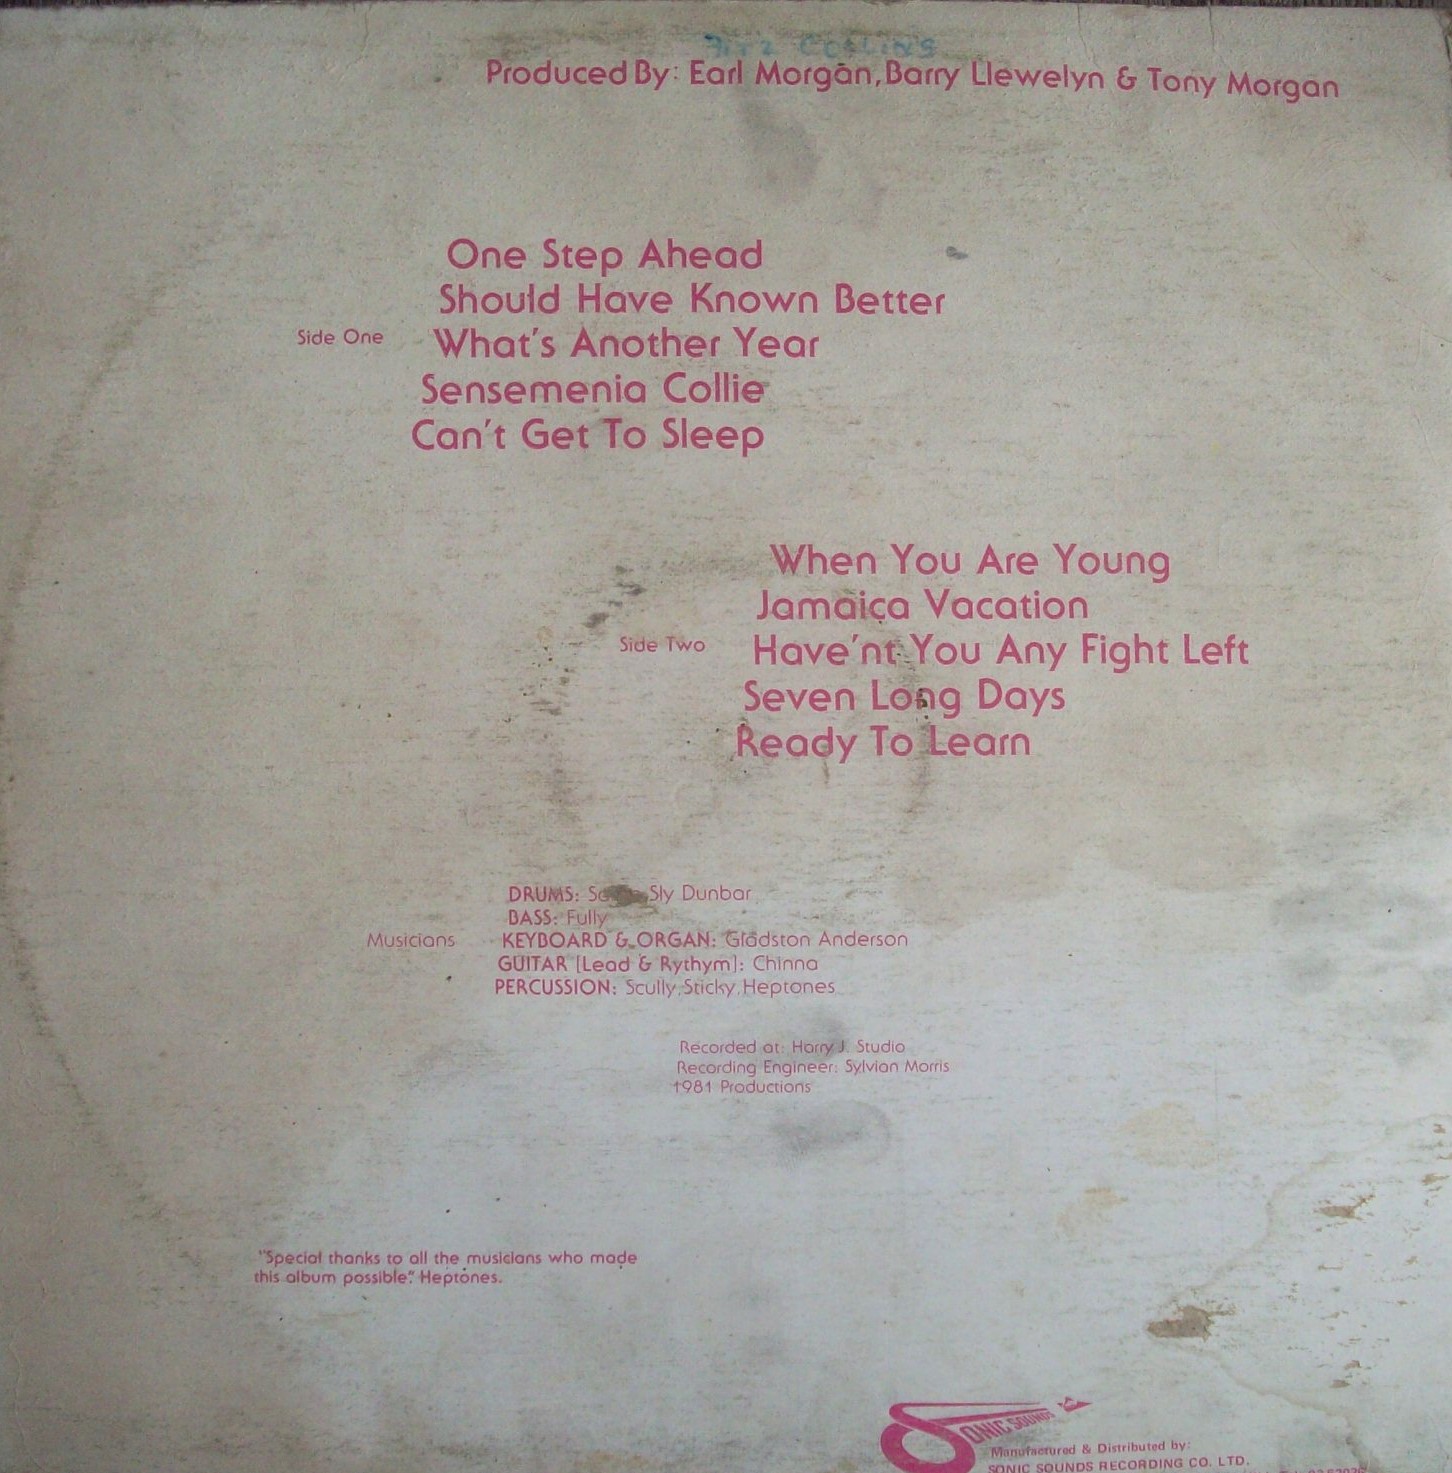 Fitz Collins
Produced By: Earl Morgan, Barry Llewelyn & Tony Morgan
One Step Ahead
Should Have Known Better
Side One What's Another Year
Sensemenia Collie
Can't Get To Sleep
When You Are Young
Jamaica Vacation
Side Two Have'nt You Any Fight Left
Seven Long Days
Ready To Learn
DRUMS: Sly Dunbar
BASS: Fully
Musicians KEYBOARD & ORGAN: Gladston Anderson
GUITAR [Lead & Rythym]: Chinna
PERCUSSION: Scully, Sticky, Heptones
Recorded at: Harry J. Studio
Recording Engineer: Sylvian Morris
1981 Productions
"Special thanks to all the musicians who made
this album possible". Heptones.
SONIC SOUNDS
Manufactured & Distributed by:
SONIC SOUNDS RECORDING CO. LTD.